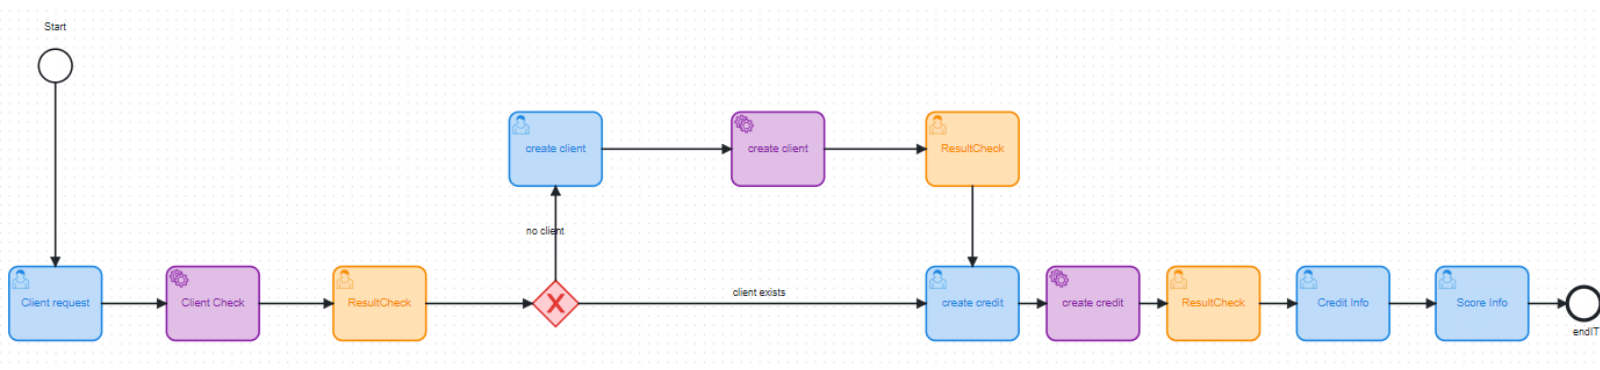 Start
create client
create client
ResultCheck
no client
Client request
Client Check
ResultCheck
X
client exists
create credit
create credit
ResultCheck
Credit Info
Score Info
endIT